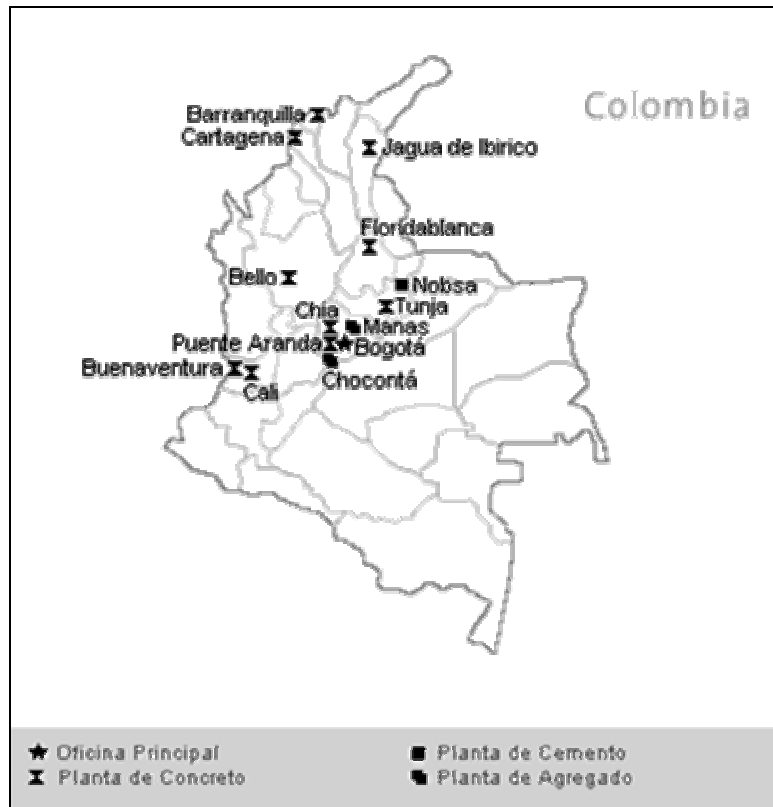 Colombia
Barranquilla
Cartagena
Jagua de Ibirico
Floridablanca
Bello
Nobsa
Tunja
Chía
Manas
Puente Aranda
Bogotá
Buenaventura
Cali
Chocontá
Oficina Principal
Planta de Cemento
Planta de Concreto
Planta de Agregado